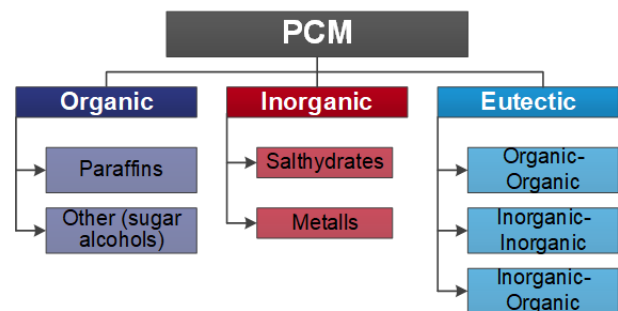 PCM
Organic
Inorganic
Eutectic
Paraffins
Other (sugar
alcohols)
Salthydrates
Metalls
Organic-
Organic
Inorganic-
Inorganic
Inorganic-
Organic